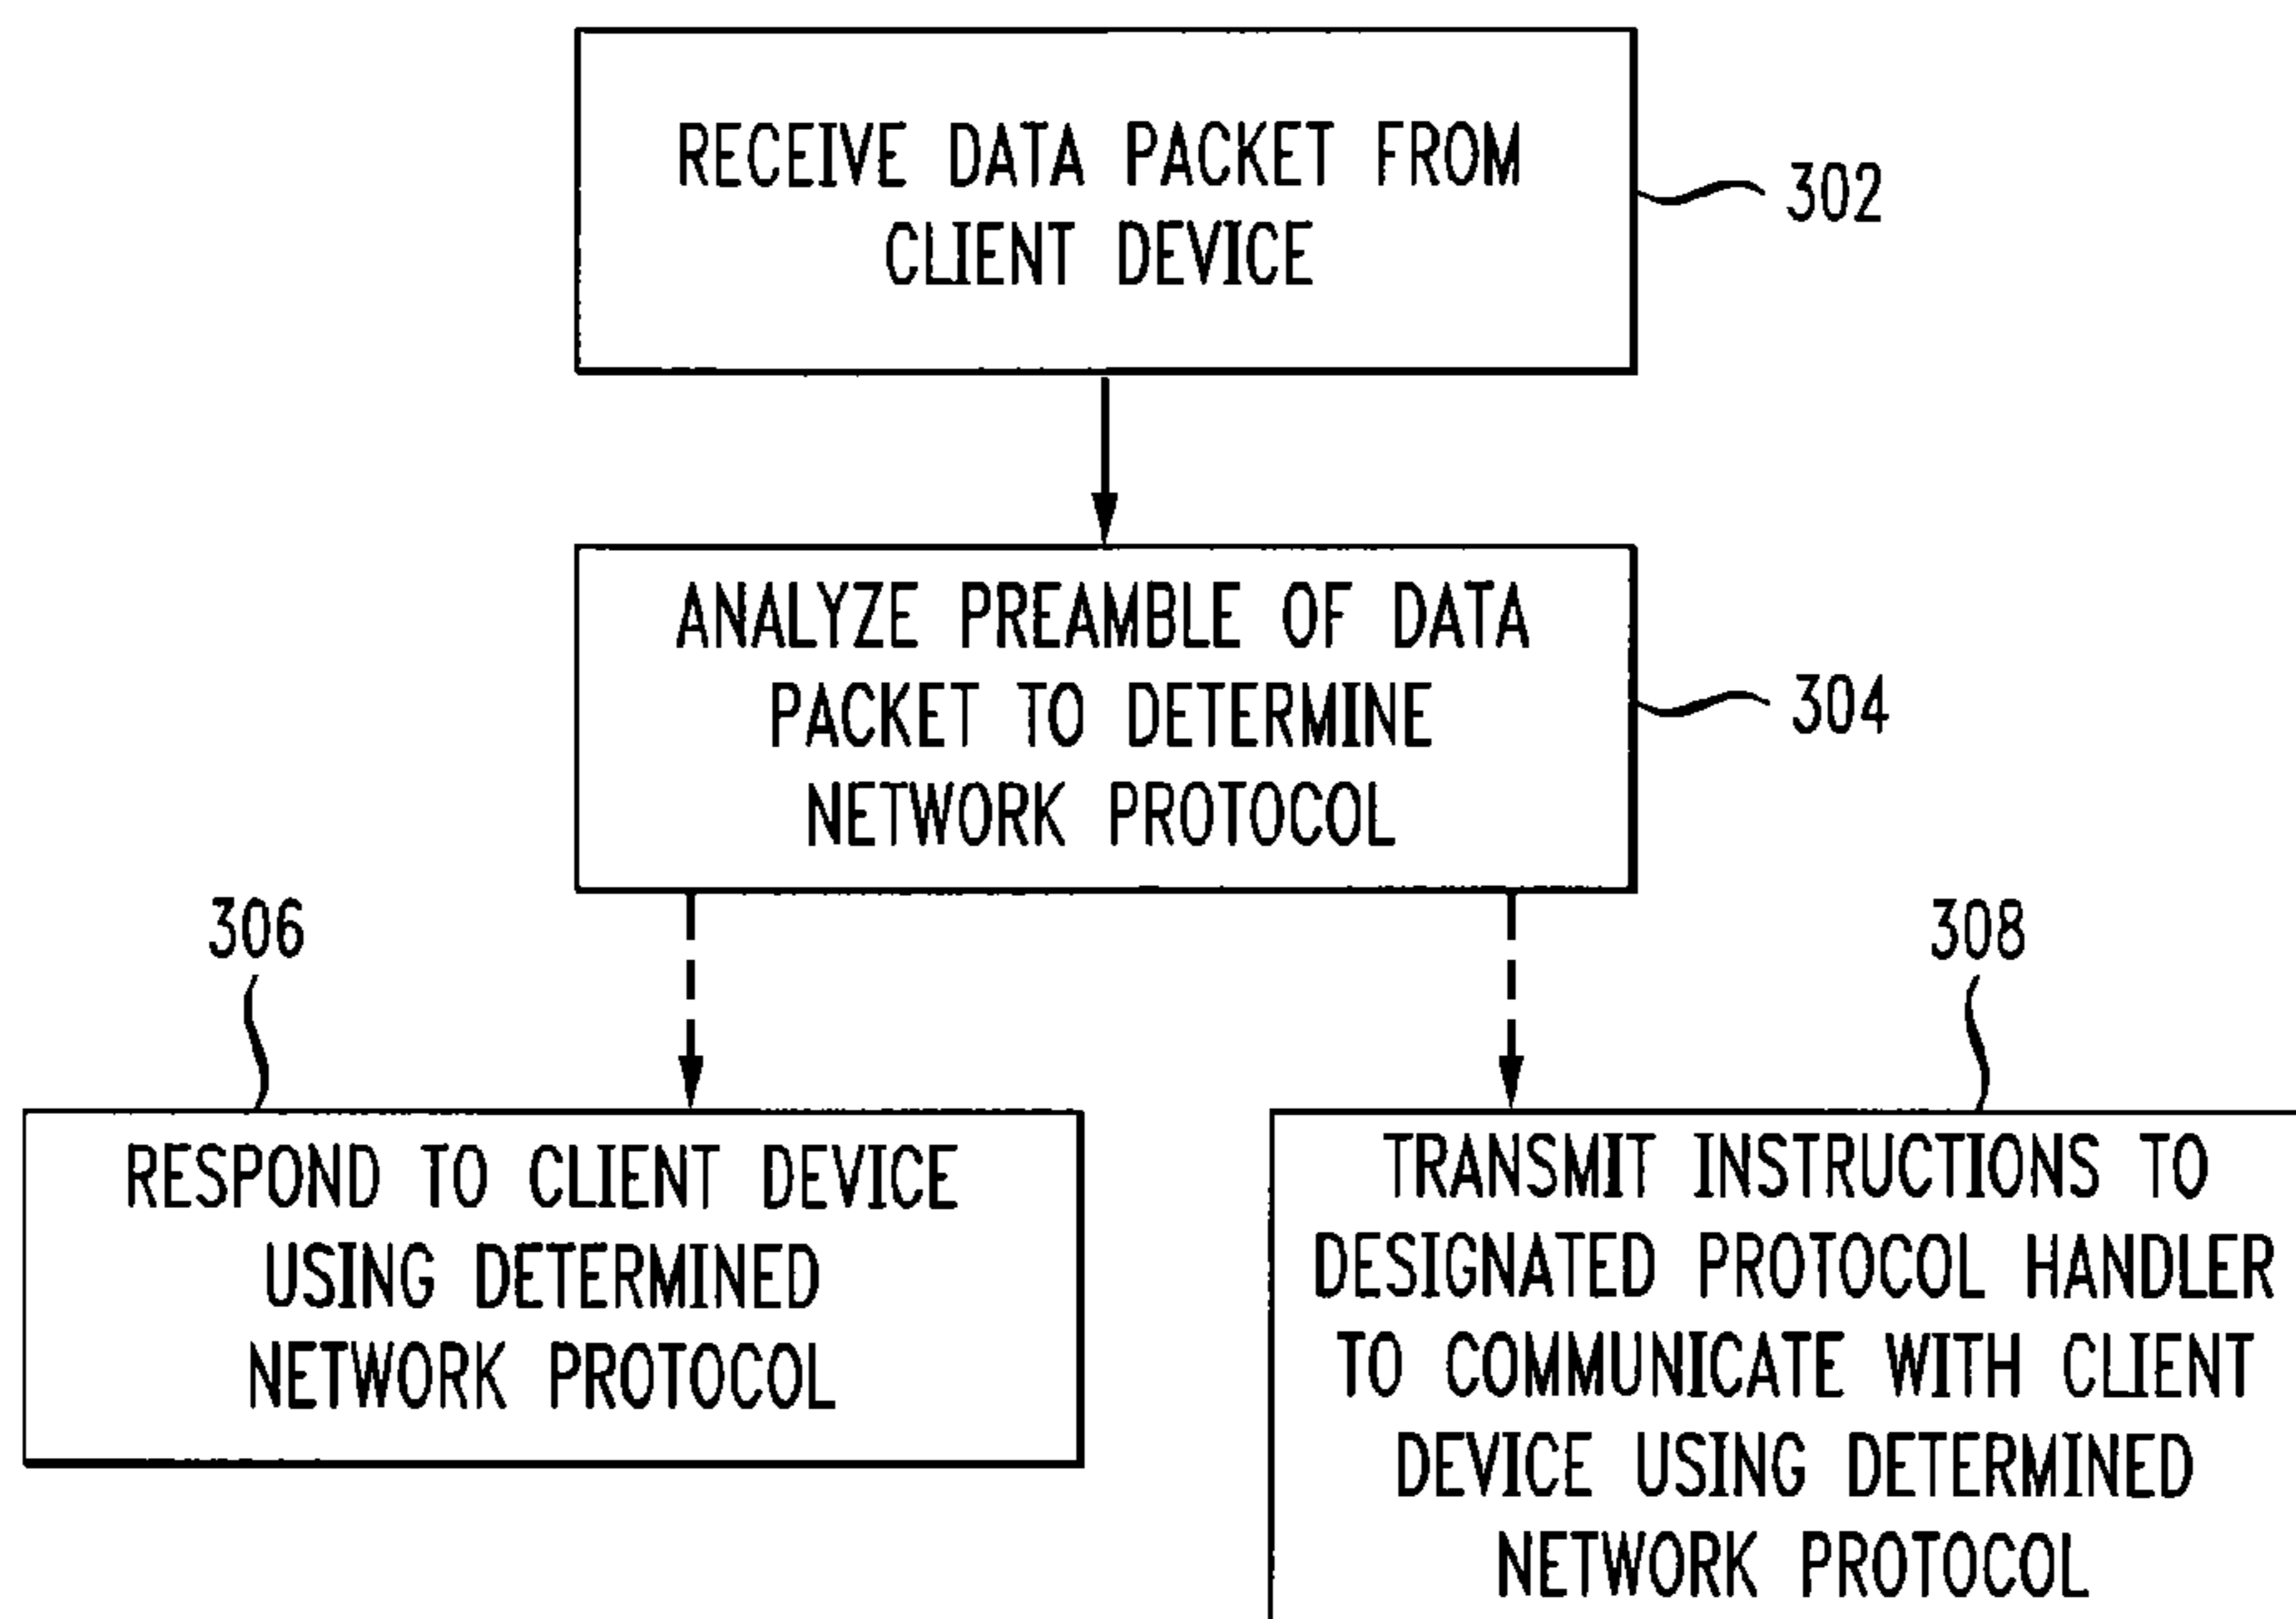 RECEIVE DATA PACKET FROM
CLIENT DEVICE
302
ANALYZE PREAMBLE OF DATA
PACKET TO DETERMINE
NETWORK PROTOCOL
304
306
308
RESPOND TO CLIENT DEVICE
USING DETERMINED
NETWORK PROTOCOL
TRANSMIT INSTRUCTIONS TO
DESIGNATED PROTOCOL HANDLER
TO COMMUNICATE WITH CLIENT
DEVICE USING DETERMINED
NETWORK PROTOCOL